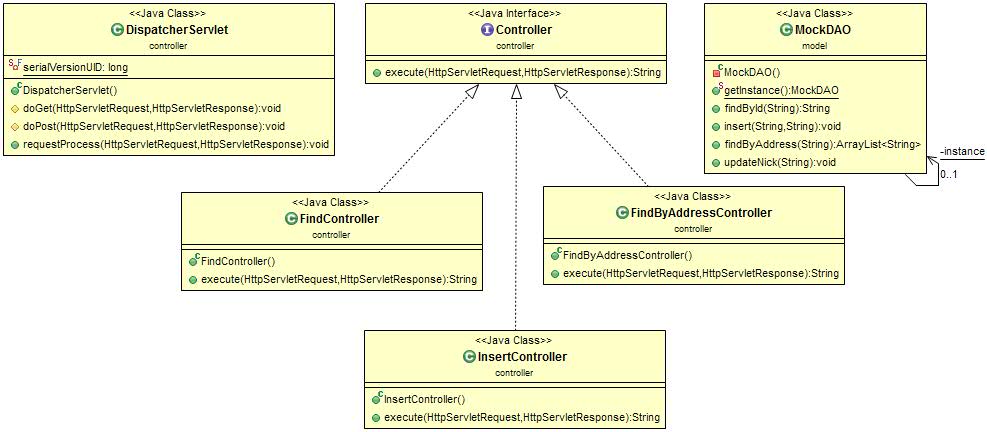 <<Java Class>>
DispatcherServlet
controller
serialVersionUID: long
DispatcherServlet()
doGet(HttpServletRequest,HttpServletResponse):void
doPost(HttpServletRequest,HttpServletResponse):void
requestProcess(HttpServletRequest,HttpServletResponse):void
<<Java Interface>>
Controller
controller
execute(HttpServletRequest,HttpServletResponse):String
<<Java Class>>
MockDAO
model
MockDAO()
getInstance():MockDAO
findById(String):String
insert(String,String):void
findByAddress(String):ArrayList<String>
updateNick(String):void
-instance
0..1
<<Java Class>>
FindController
controller
FindController()
execute(HttpServletRequest,HttpServletResponse):String
<<Java Class>>
FindByAddressController
controller
FindByAddressController()
execute(HttpServletRequest,HttpServletResponse):String
<<Java Class>>
InsertController
controller
InsertController()
execute(HttpServletRequest,HttpServletResponse):String